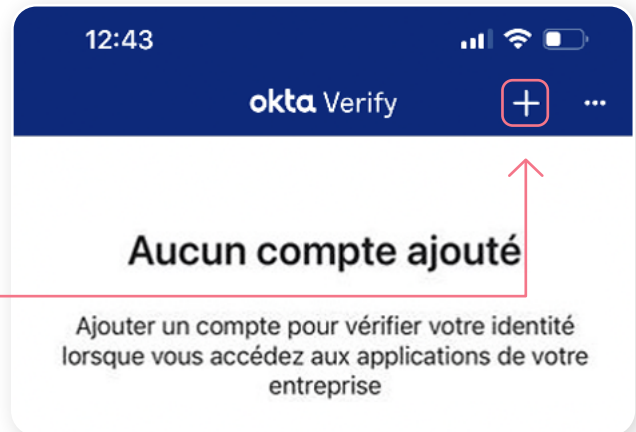 12:43
okta Verify
Aucun compte ajouté
Ajouter un compte pour vérifier votre identité
lorsque vous accédez aux applications de votre
entreprise